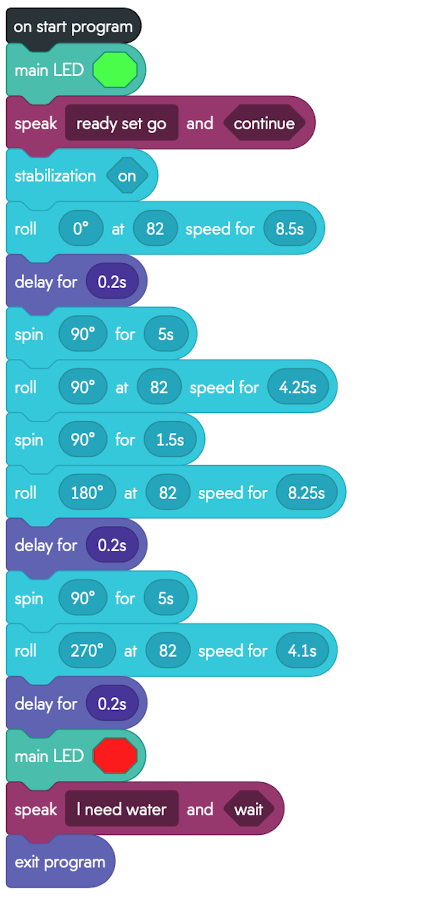 on start program
main LED
speak ready set go and continue
stabilization on
roll 0° at 82 speed for 8.5s
delay for 0.2s
spin 90° for 5s
roll 90° at 82 speed for 4.25s
spin 90° for 1.5s
roll 180° at 82 speed for 8.25s
delay for 0.2s
spin 90° for 5s
roll 270° at 82 speed for 4.1s
delay for 0.2s
main LED
speak I need water and wait
exit program